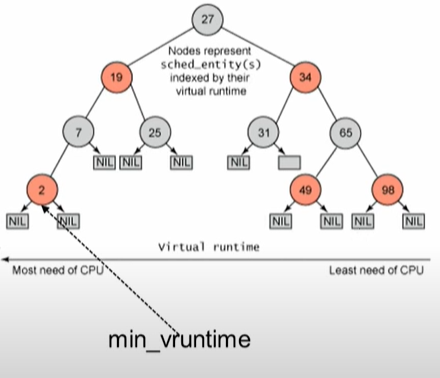 27
Nodes represent
sched_entity(s)
indexed by their
virtual runtime
19
34
7
25
31
65
NIL NIL NIL NIL
2
49
98
NIL NIL NIL NIL NIL NIL
Virtual runtime
Most need of CPU Least need of CPU
min_vruntime